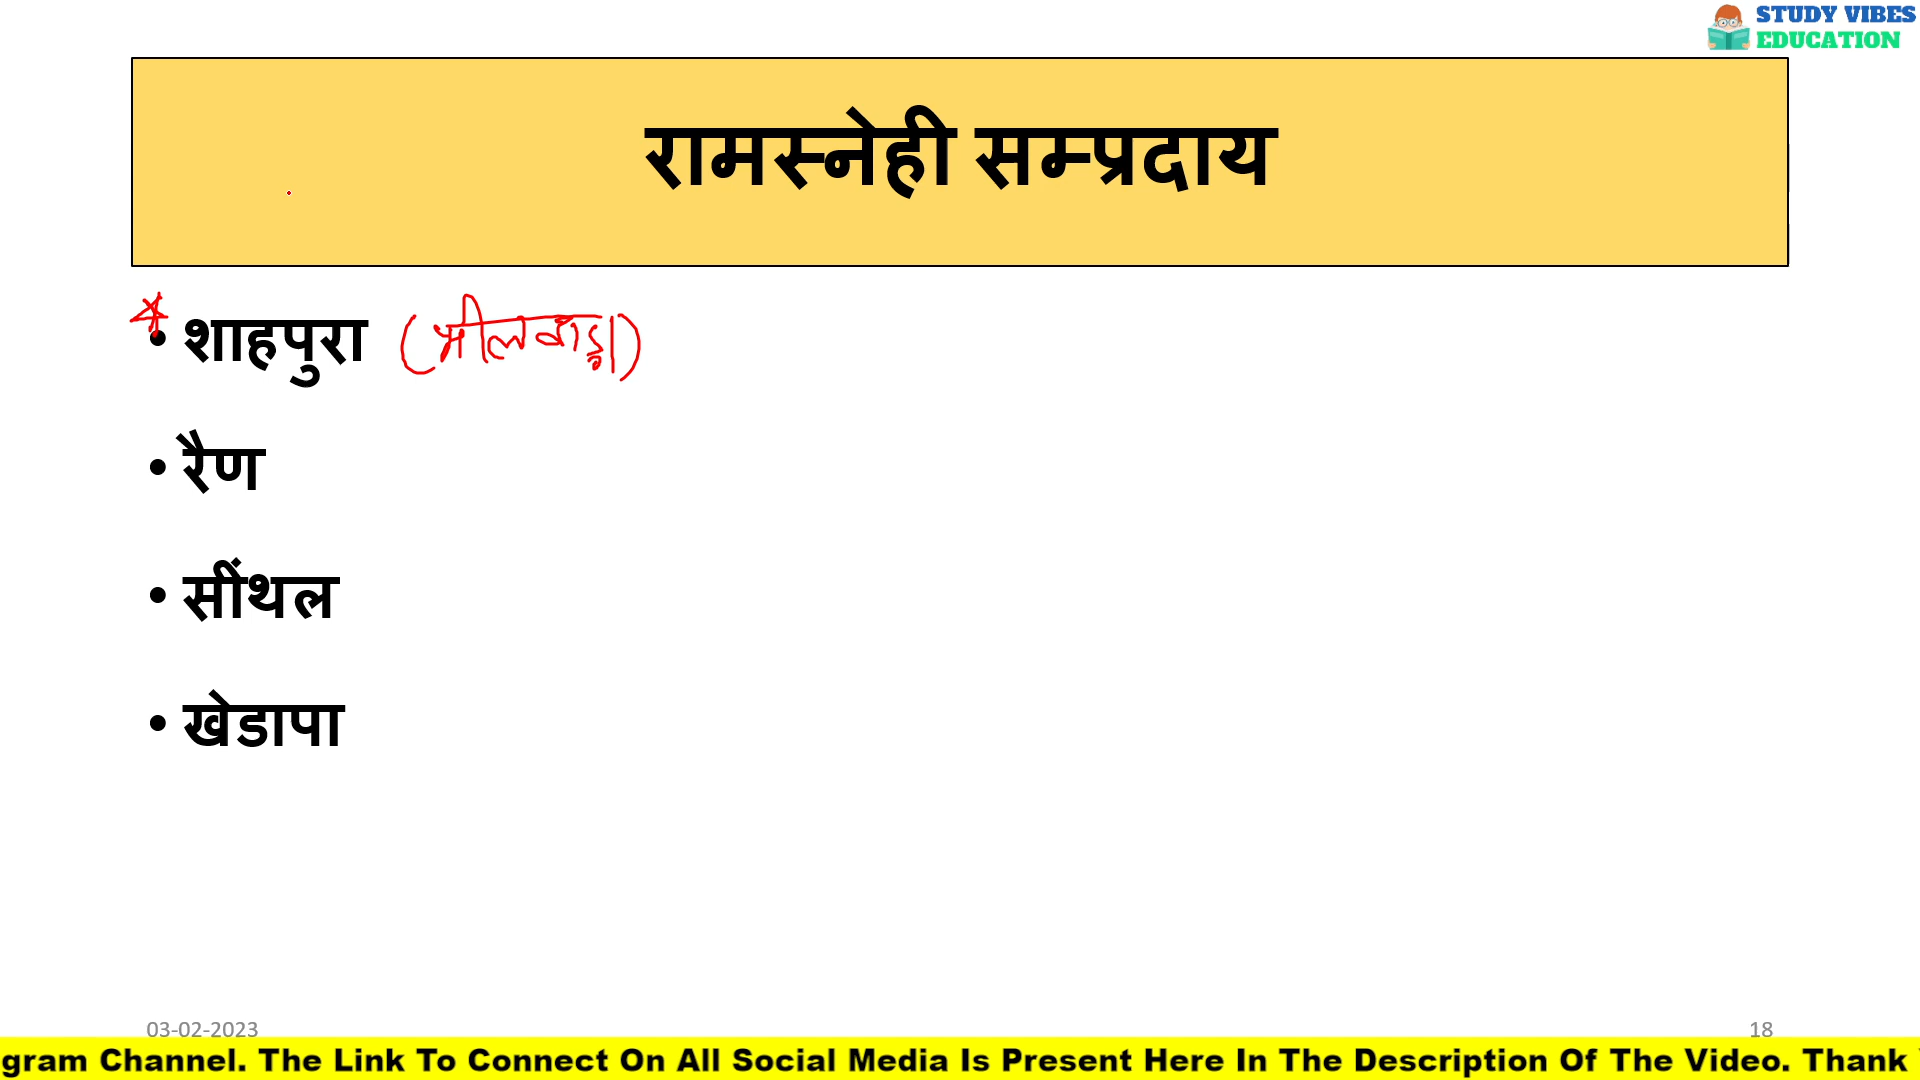 STUDY VIBES
EDUCATION
रामस्नेही सम्प्रदाय
• शाहपुरा (भीलवाड़ा)
• रैण
• सींथल
• खेडापा
03-02-2023
18
gram Channel. The Link To Connect On All Social Media Is Present Here In The Description Of The Video. Thank